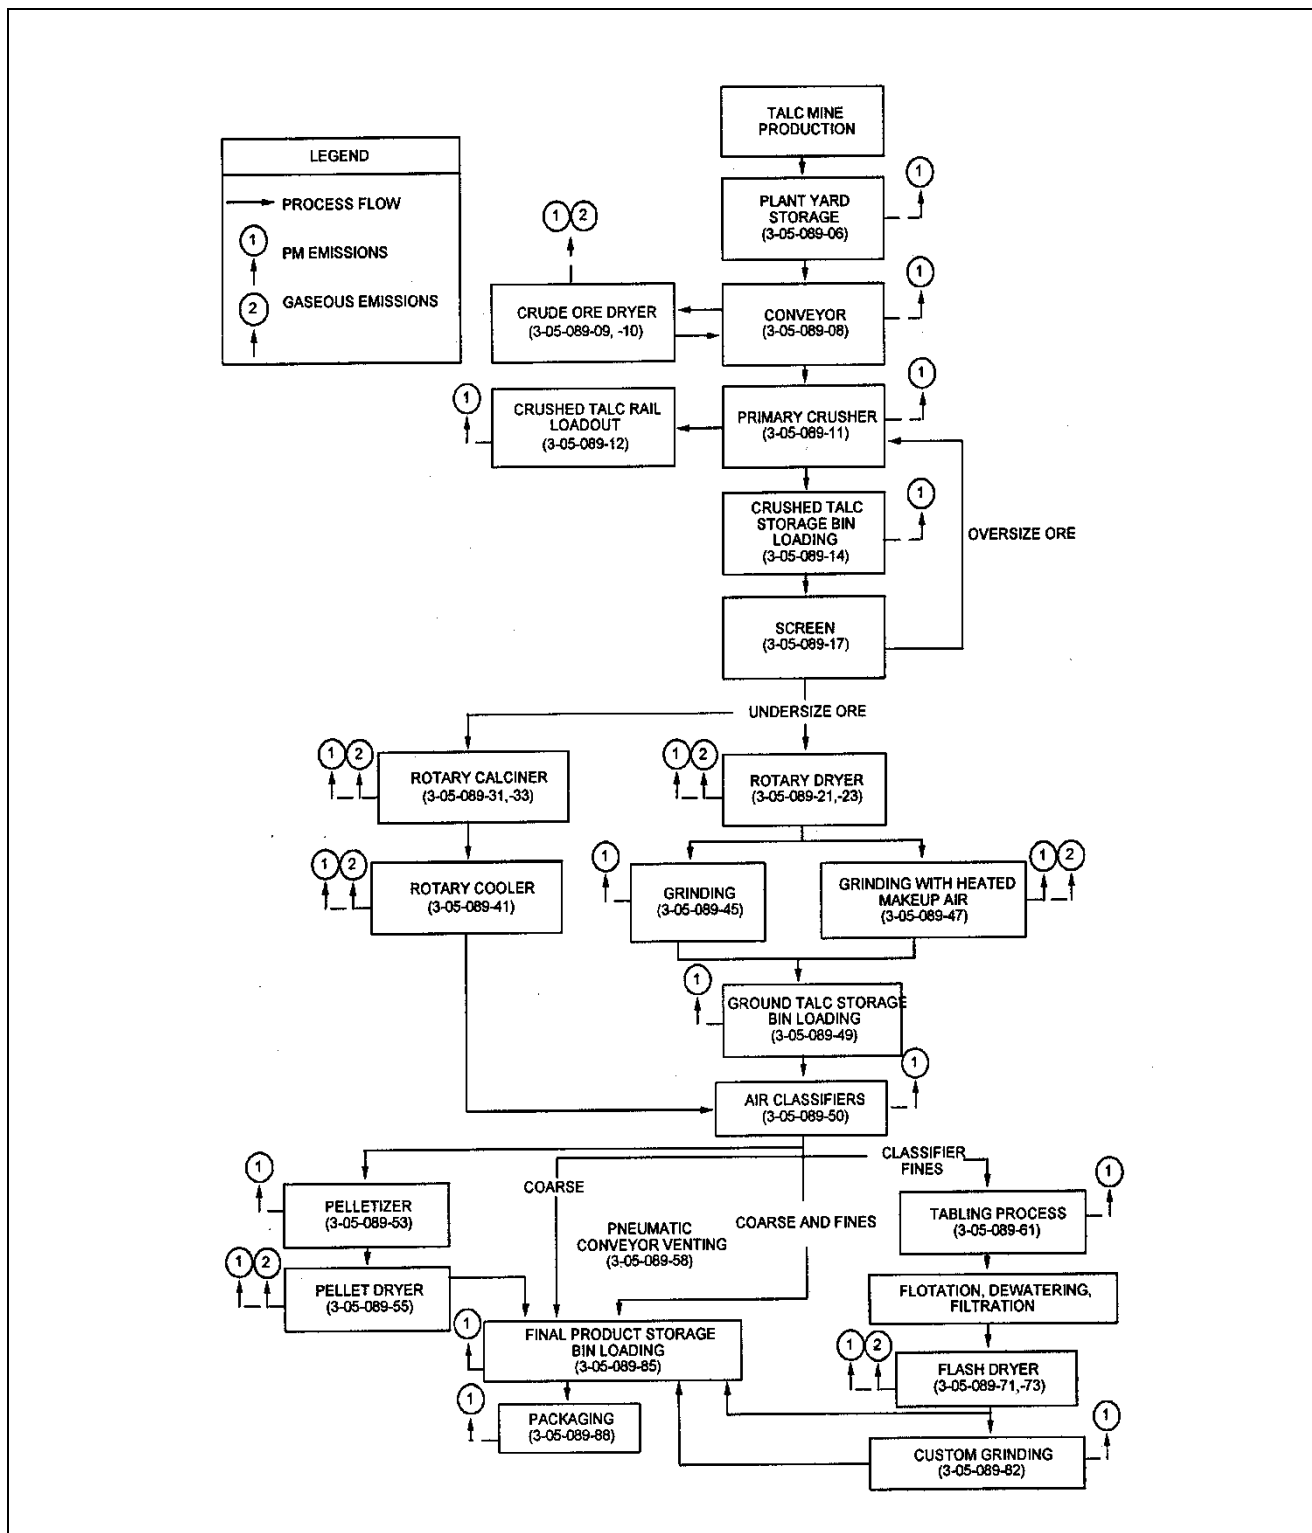 TALC MINE
PRODUCTION
LEGEND
PROCESS FLOW
1
PM EMISSIONS
2
GASEOUS EMISSIONS
1
PLANT YARD
STORAGE
(3-05-089-06)
1 2
1
CRUDE ORE DRYER
(3-05-089-09, -10)
CONVEYOR
(3-05-089-08)
1
1
CRUSHED TALC RAIL
LOADOUT
(3-05-089-12)
PRIMARY CRUSHER
(3-05-089-11)
1
CRUSHED TALC
STORAGE BIN
LOADING
(3-05-089-14)
OVERSIZE ORE
SCREEN
(3-05-089-17)
UNDERSIZE ORE
1 2
ROTARY CALCINER
(3-05-089-31,-33)
1 2
ROTARY DRYER
(3-05-089-21,-23)
1 2
ROTARY COOLER
(3-05-089-41)
1
GRINDING
(3-05-089-45)
GRINDING WITH HEATED
MAKEUP AIR
(3-05-089-47)
1 2
1
GROUND TALC STORAGE
BIN LOADING
(3-05-089-49)
1
AIR CLASSIFIERS
(3-05-089-50)
CLASSIFIER
FINES
1
PELLETIZER
(3-05-089-53)
COARSE
PNEUMATIC
CONVEYOR VENTING
(3-05-089-58)
COARSE AND FINES
TABLING PROCESS
(3-05-089-61)
1
1 2
PELLET DRYER
(3-05-089-55)
FLOTATION, DEWATERING,
FILTRATION
1
FINAL PRODUCT STORAGE
BIN LOADING
(3-05-089-85)
1 2
FLASH DRYER
(3-05-089-71,-73)
1
PACKAGING
(3-05-089-88)
1
CUSTOM GRINDING
(3-05-089-82)